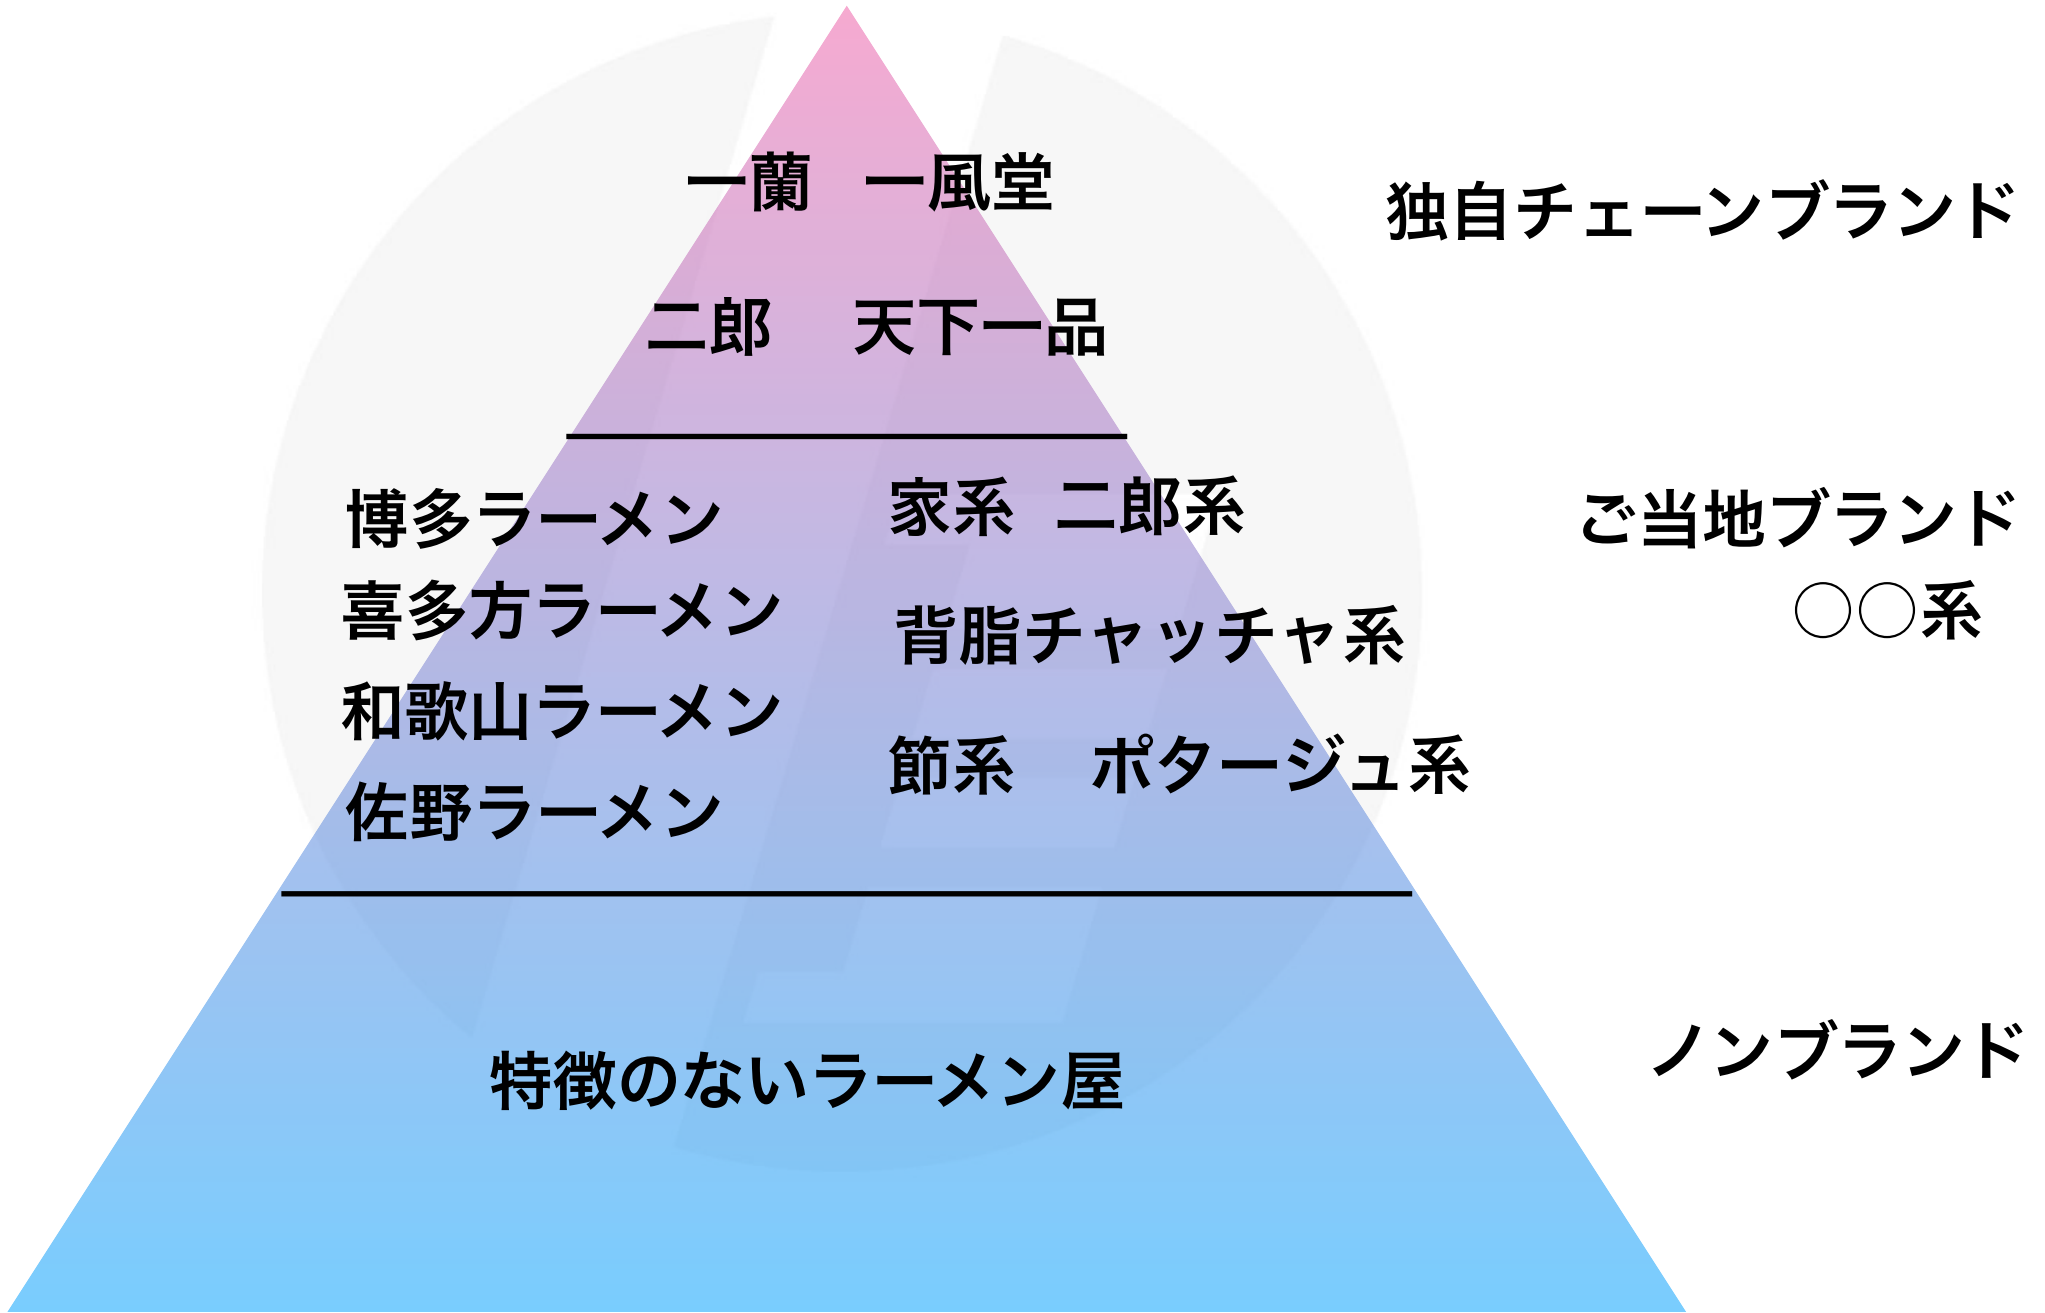 一蘭 一風堂
独自チェーンブランド
二郎 天下一品
博多ラーメン
喜多方ラーメン
和歌山ラーメン
佐野ラーメン
家系 二郎系
背脂チャッチャ系
節系 ポタージュ系
ご当地ブランド
○○系
特徴のないラーメン屋
ノンブランド